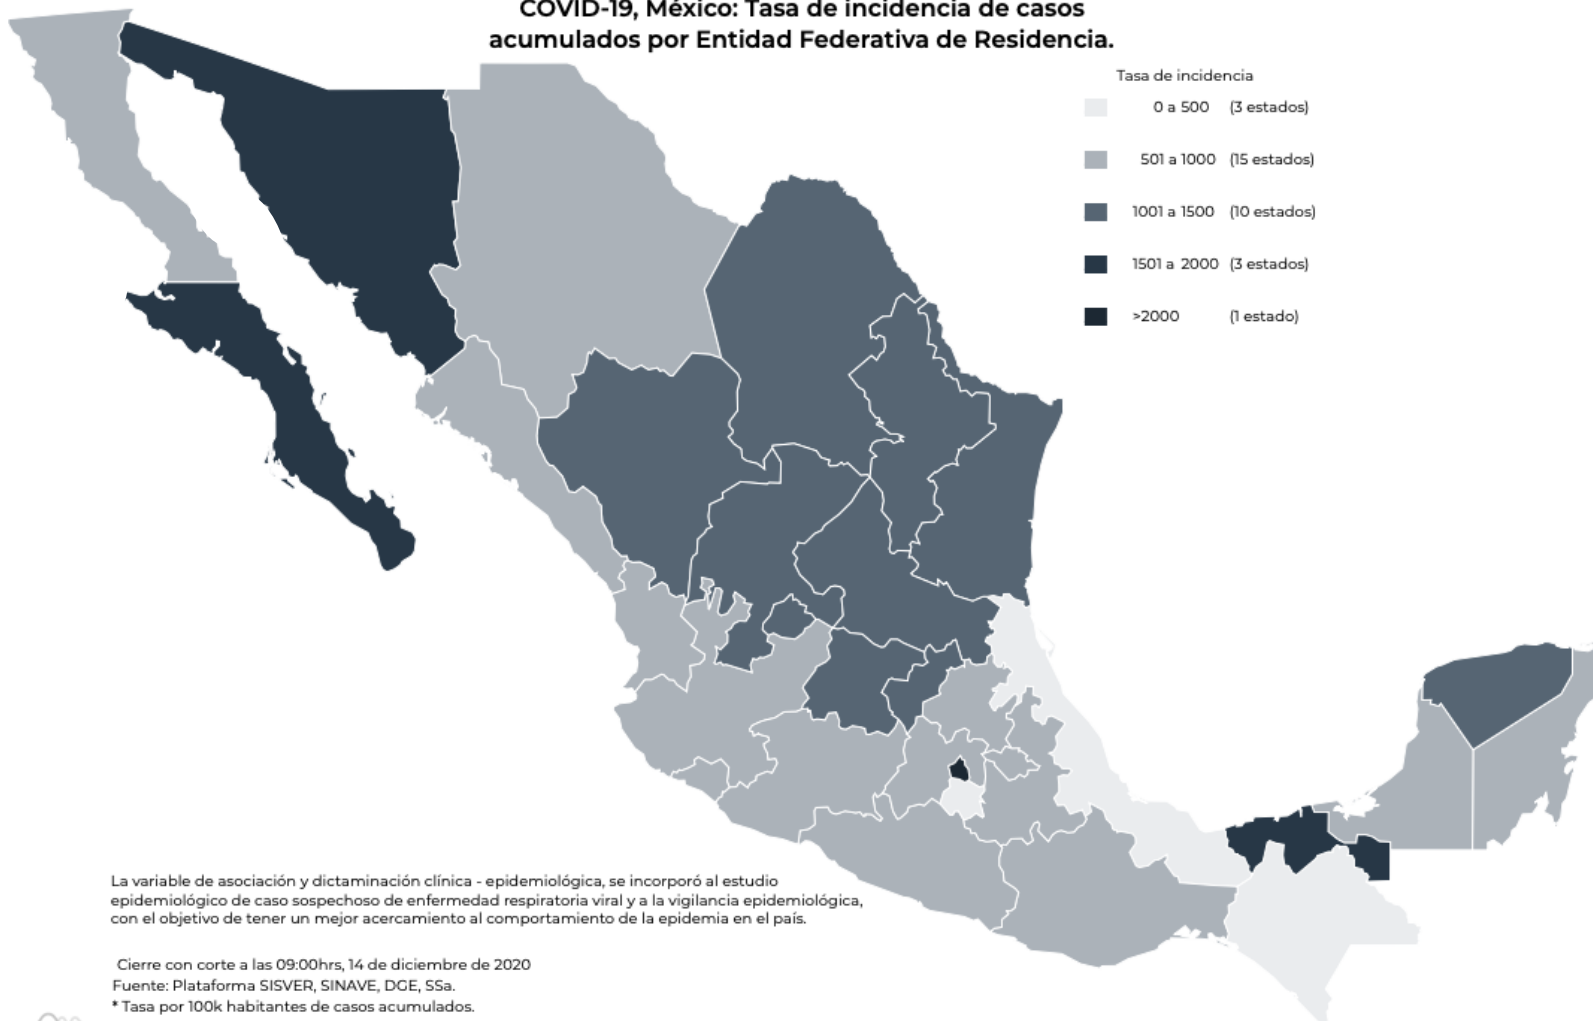 COVID-19, México: Tasa de incidencia de casos
acumulados por Entidad Federativa de Residencia.
Tasa de incidencia
0 a 500 (3 estados)
501 a 1000 (15 estados)
1001 a 1500 (10 estados)
1501 a 2000 (3 estados)
>2000 (1 estado)
La variable de asociación y dictaminación clínica - epidemiológica, se incorporó al estudio
epidemiológico de caso sospechoso de enfermedad respiratoria viral y a la vigilancia epidemiológica,
con el objetivo de tener un mejor acercamiento al comportamiento de la epidemia en el país.
Cierre con corte a las 09:00hrs, 14 de diciembre de 2020
Fuente: Plataforma SISVER, SINAVE, DGE, SSa.
* Tasa por 100k habitantes de casos acumulados.